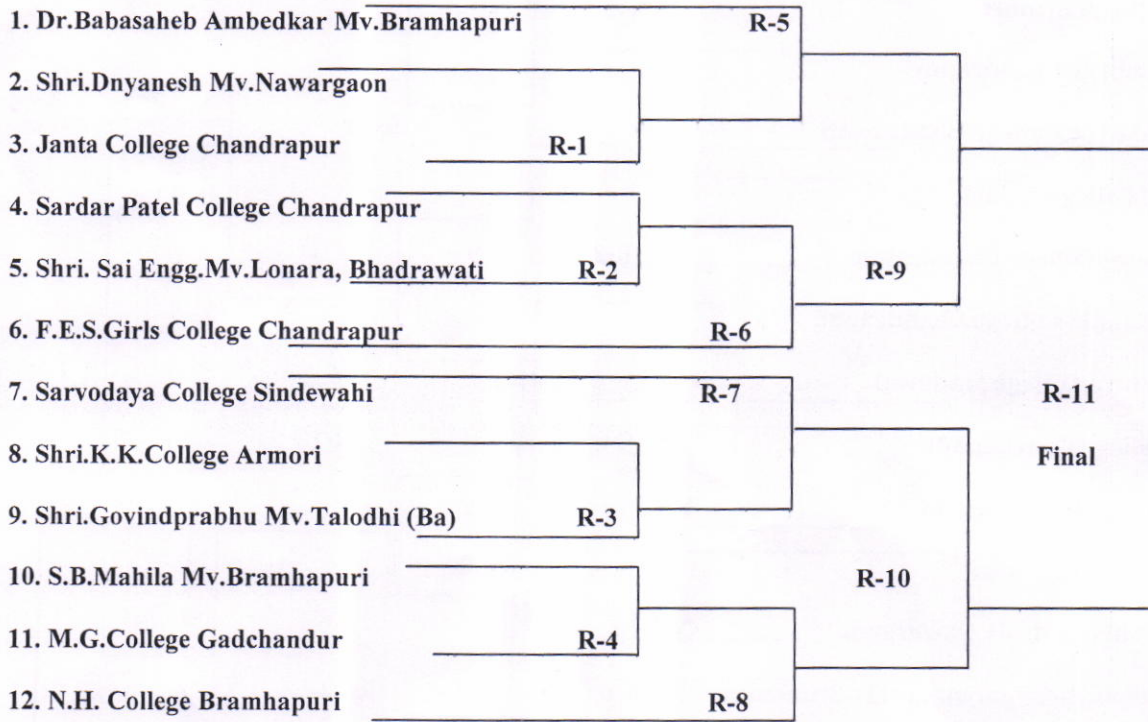 1. Dr.Babasaheb Ambedkar Mv.Bramhapuri R-5
2. Shri.Dnyanesh Mv.Nawargaon
3. Janta College Chandrapur R-1
4. Sardar Patel College Chandrapur
5. Shri. Sai Engg.Mv.Lonara, Bhadrawati R-2 R-9
6. F.E.S.Girls College Chandrapur R-6
7. Sarvodaya College Sindewahi R-7 R-11
8. Shri.K.K.College Armori Final
9. Shri.Govindprabhu Mv.Talodhi (Ba) R-3
10. S.B.Mahila Mv.Bramhapuri R-10
11. M.G.College Gadchandur R-4
12. N.H. College Bramhapuri R-8